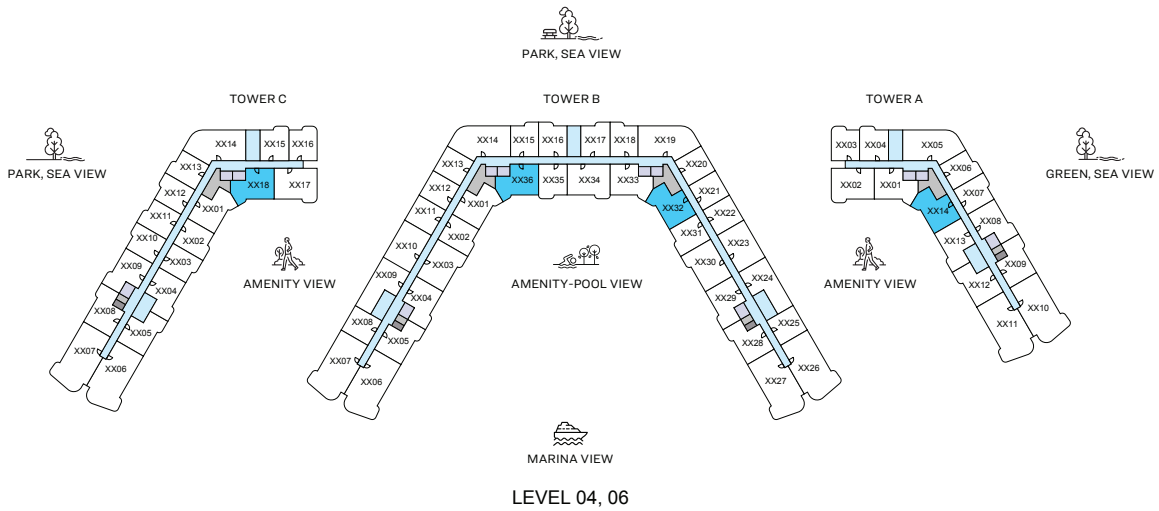 PARK, SEA VIEW
TOWER C
TOWER B
TOWER A
PARK, SEA VIEW
GREEN, SEA VIEW
XX14
XX15
XX16
XX13
XX18
XX17
XX12
XX01
XX11
XX02
XX10
XX03
XX09
XX04
XX08
XX05
XX07
XX06
XX14
XX15
XX16
XX17
XX18
XX19
XX13
XX20
XX36
XX35
XX34
XX33
XX12
XX01
XX21
XX32
XX11
XX22
XX02
XX31
XX10
XX23
XX03
XX30
XX09
XX24
XX04
XX29
XX08
XX25
XX05
XX28
XX07
XX26
XX06
XX27
XX03
XX04
XX05
XX02
XX01
XX06
XX07
XX14
XX08
XX13
XX09
XX12
XX10
XX11
AMENITY VIEW
AMENITY-POOL VIEW
AMENITY VIEW
MARINA VIEW
LEVEL 04, 06